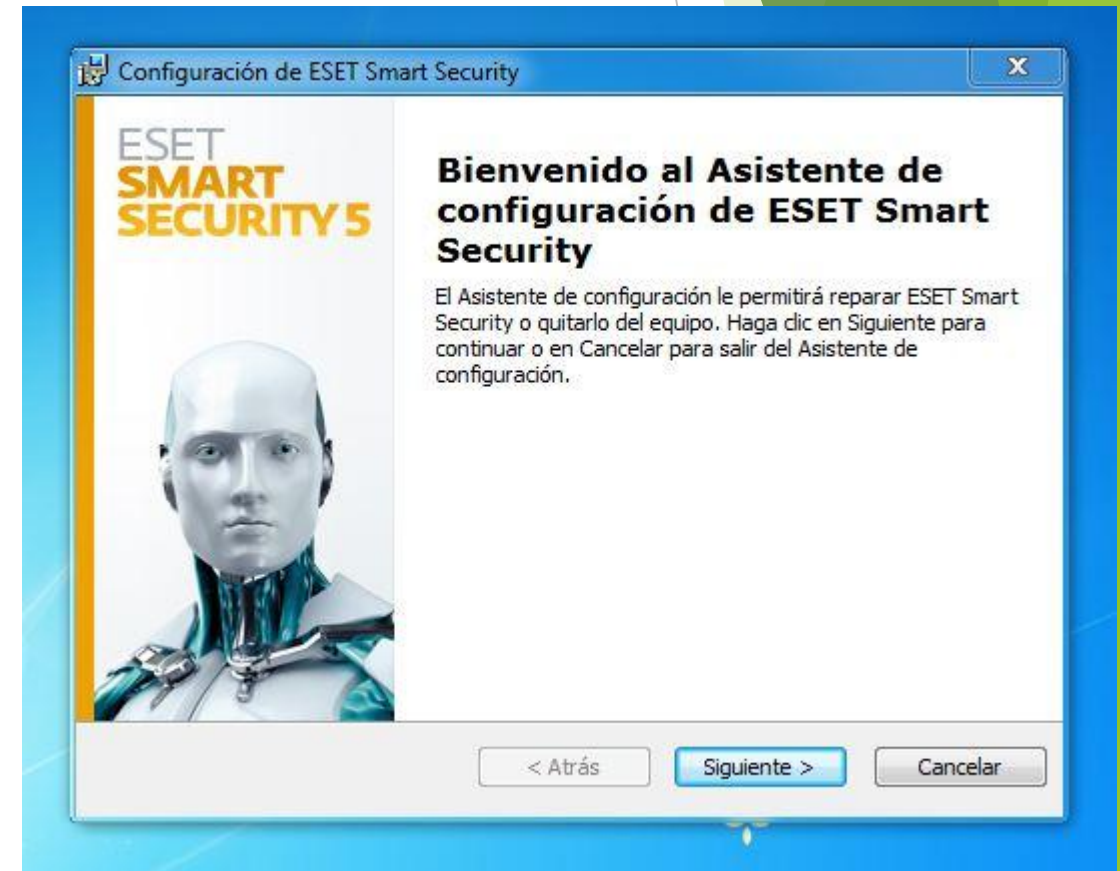 Configuración de ESET Smart Security
X
ESET
SMART
SECURITY 5
Bienvenido al Asistente de
configuración de ESET Smart
Security
El Asistente de configuración le permitirá reparar ESET Smart
Security o quitarlo del equipo. Haga clic en Siguiente para
continuar o en Cancelar para salir del Asistente de
configuración.
< Atrás
Siguiente >
Cancelar